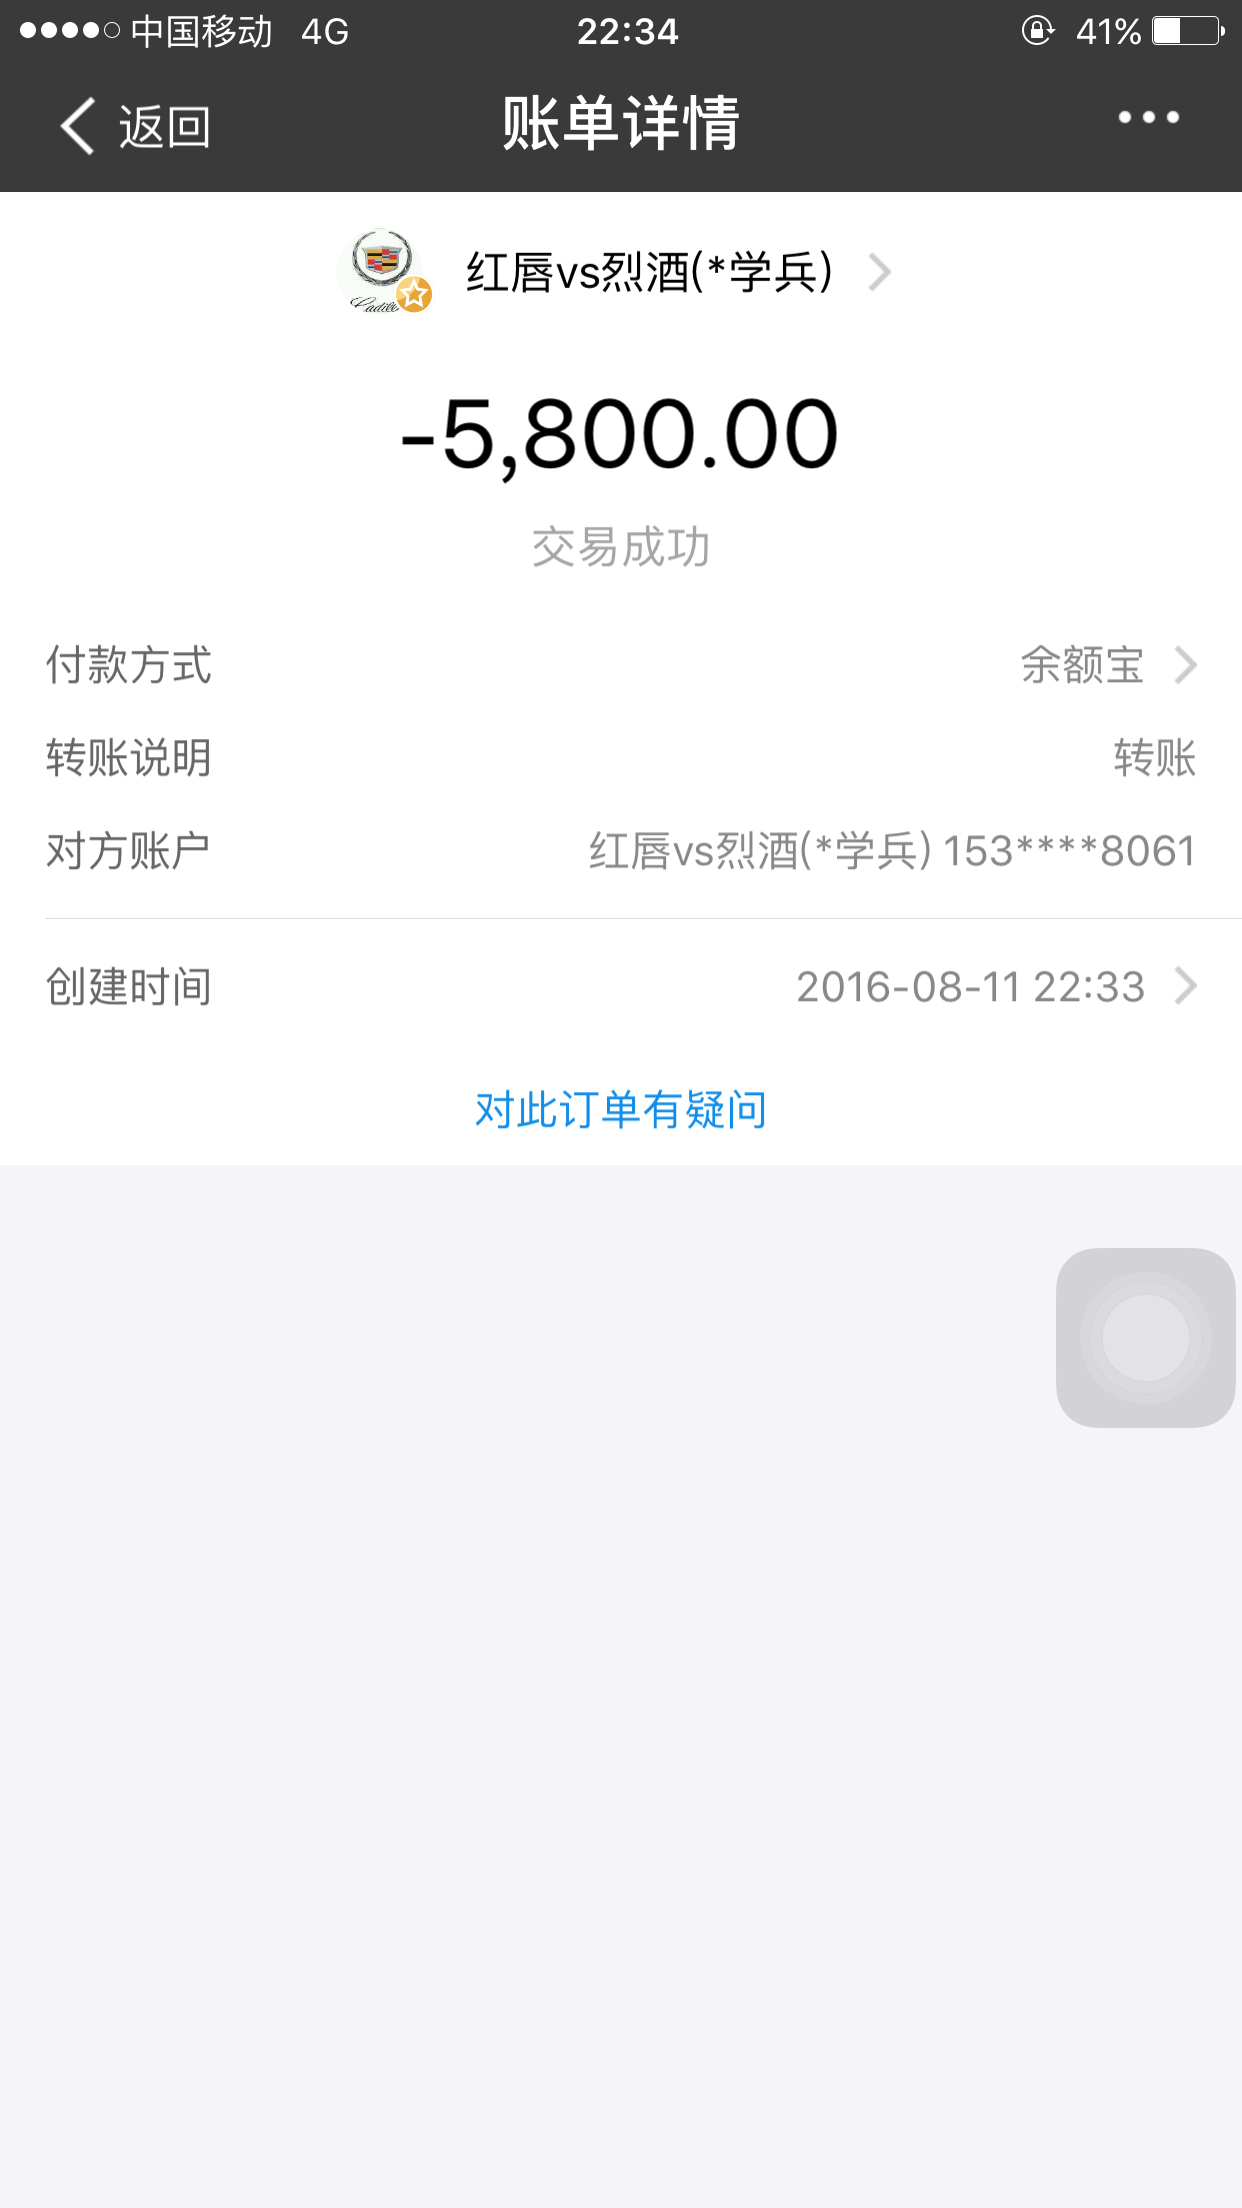 中国移动 4G 22:34 41%
返回 账单详情
红唇vs烈酒(*学兵)
-5,800.00
交易成功
付款方式 余额宝
转账说明 转账
对方账户 红唇vs烈酒(*学兵) 153****8061
创建时间 2016-08-11 22:33
对此订单有疑问